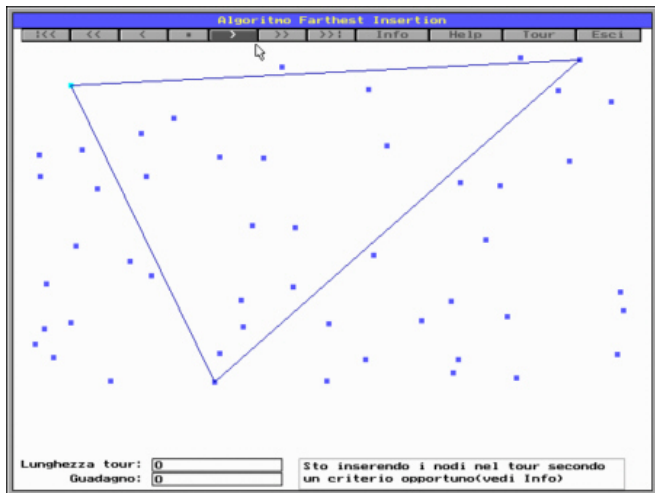 Algoritmo Farthest Insertion
|<< << < ▪ > >> >>| Info Help Tour Esci
Lunghezza tour: 0
Guadagno: 0
Sto inserendo i nodi nel tour secondo
un criterio opportuno(vedi Info)